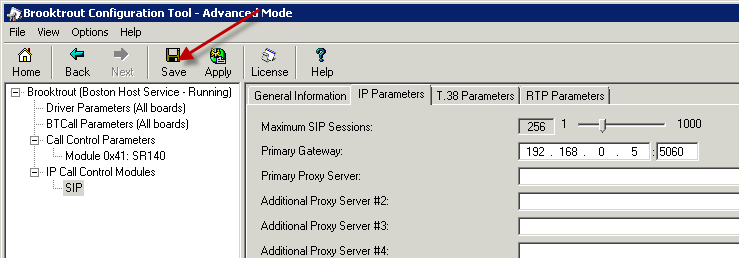 Brooktrout Configuration Tool - Advanced Mode
File View Options Help
Home Back Next Save Apply License Help
Brooktrout (Boston Host Service - Running)
Driver Parameters (All boards)
BTCall Parameters (All boards)
Call Control Parameters
Module 0x41: SR140
IP Call Control Modules
SIP
General Information IP Parameters T.38 Parameters RTP Parameters
Maximum SIP Sessions: 256 1 1000
Primary Gateway: 192 . 168 . 0 . 5 : 5060
Primary Proxy Server:
Additional Proxy Server #2:
Additional Proxy Server #3:
Additional Proxy Server #4: